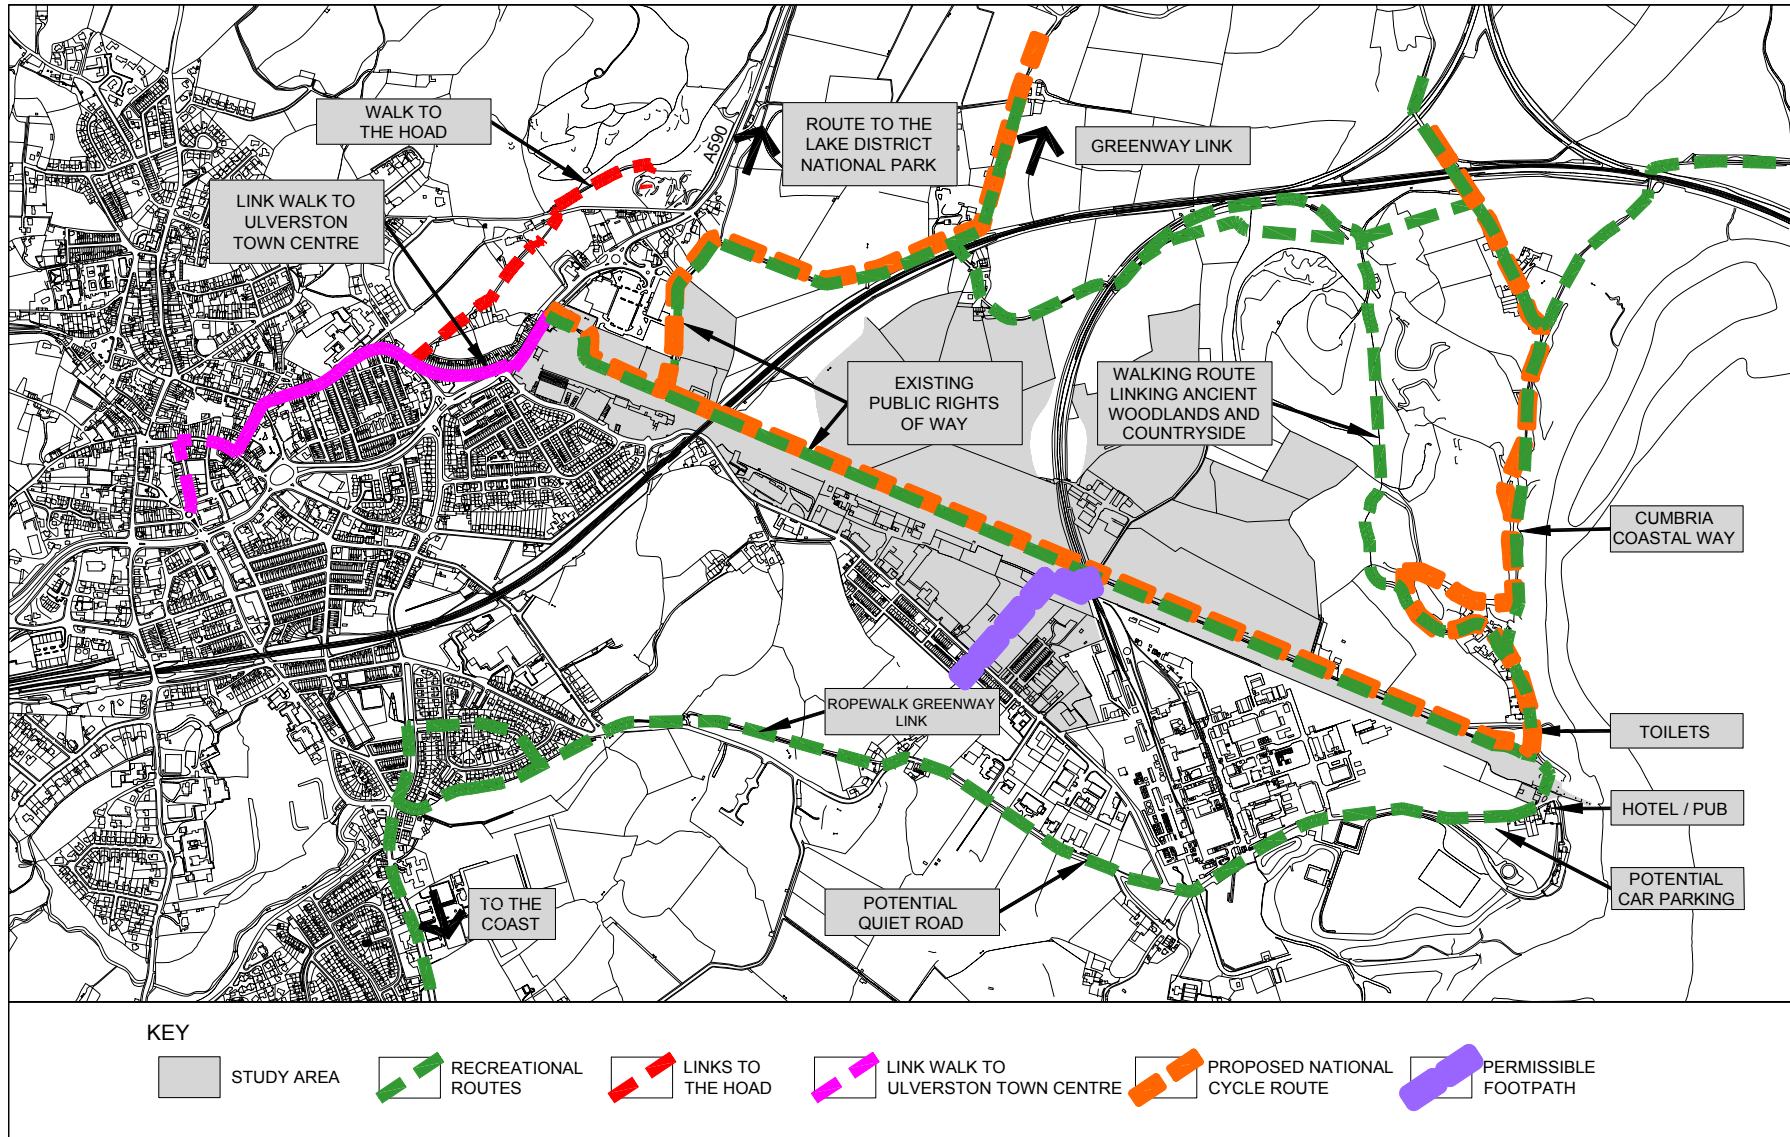 WALK TO
THE HOAD
A590
ROUTE TO THE
LAKE DISTRICT
NATIONAL PARK
GREENWAY LINK
LINK WALK TO
ULVERSTON
TOWN CENTRE
EXISTING
PUBLIC RIGHTS
OF WAY
WALKING ROUTE
LINKING ANCIENT
WOODLANDS AND
COUNTRYSIDE
CUMBRIA
COASTAL WAY
ROPEWALK GREENWAY
LINK
TOILETS
HOTEL / PUB
POTENTIAL
CAR PARKING
TO THE
COAST
POTENTIAL
QUIET ROAD
KEY
STUDY AREA
RECREATIONAL
ROUTES
LINKS TO
THE HOAD
LINK WALK TO
ULVERSTON TOWN CENTRE
PROPOSED NATIONAL
CYCLE ROUTE
PERMISSIBLE
FOOTPATH